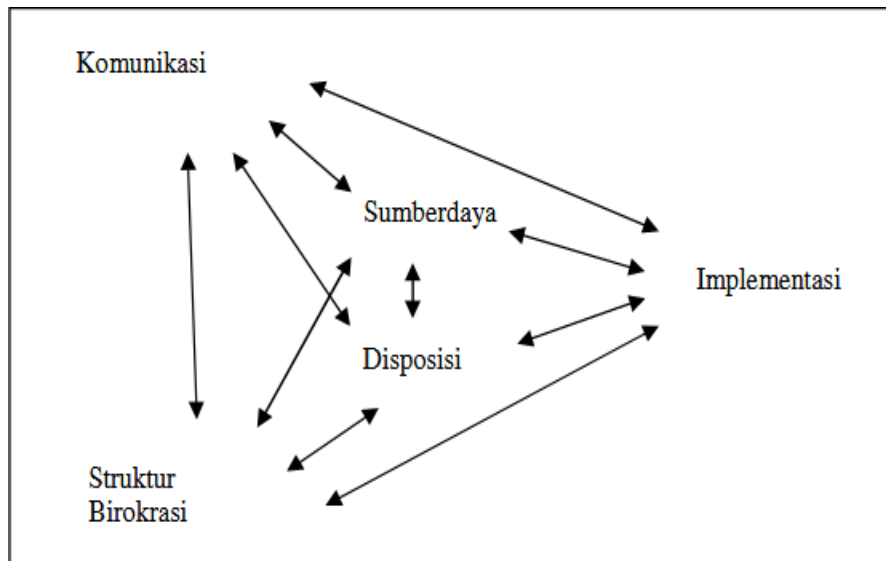 Komunikasi
Sumberdaya
Implementasi
Disposisi
Struktur
Birokrasi